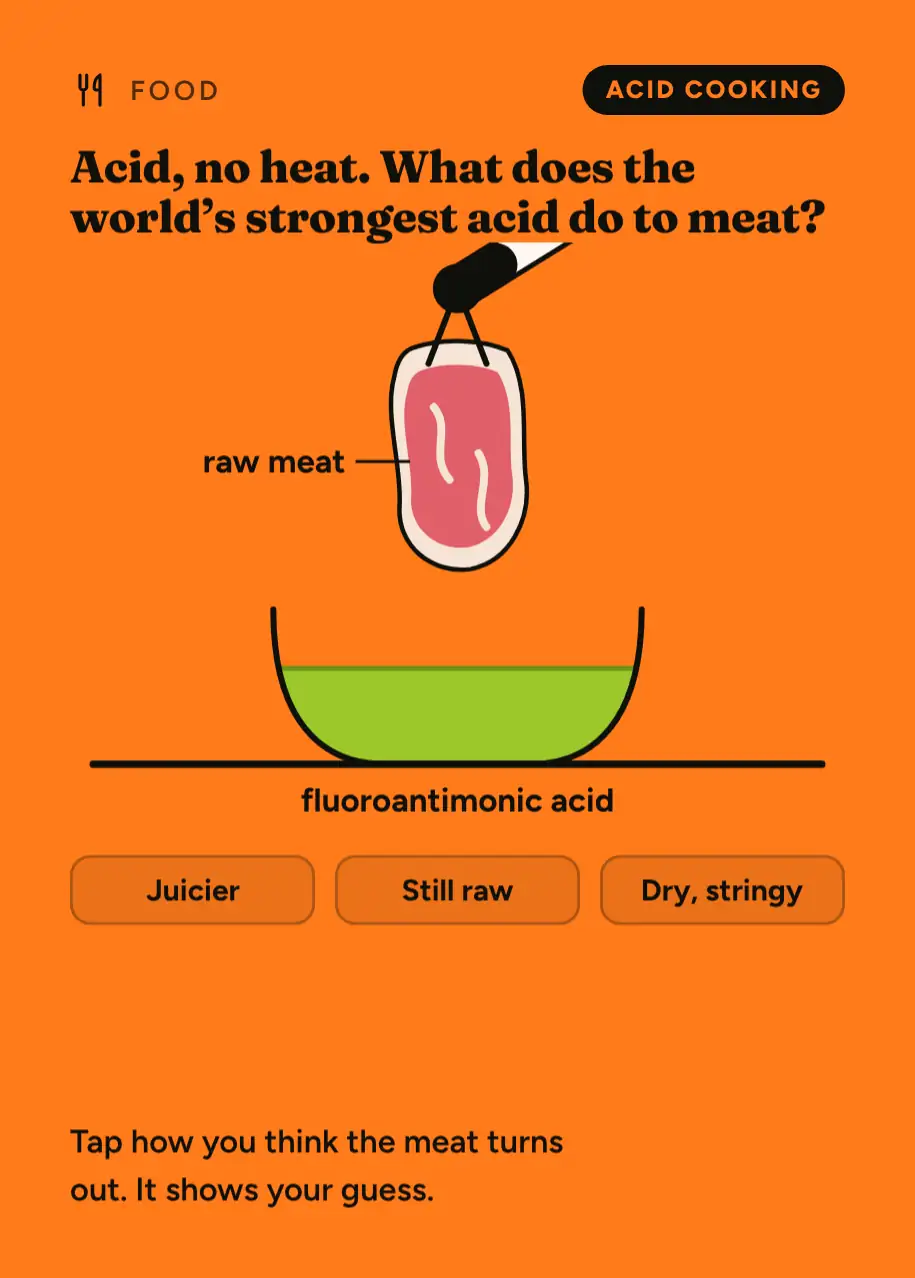 FOOD
ACID COOKING
Acid, no heat. What does the
world’s strongest acid do to meat?
raw meat
fluoroantimonic acid
Juicier
Still raw
Dry, stringy
Tap how you think the meat turns
out. It shows your guess.